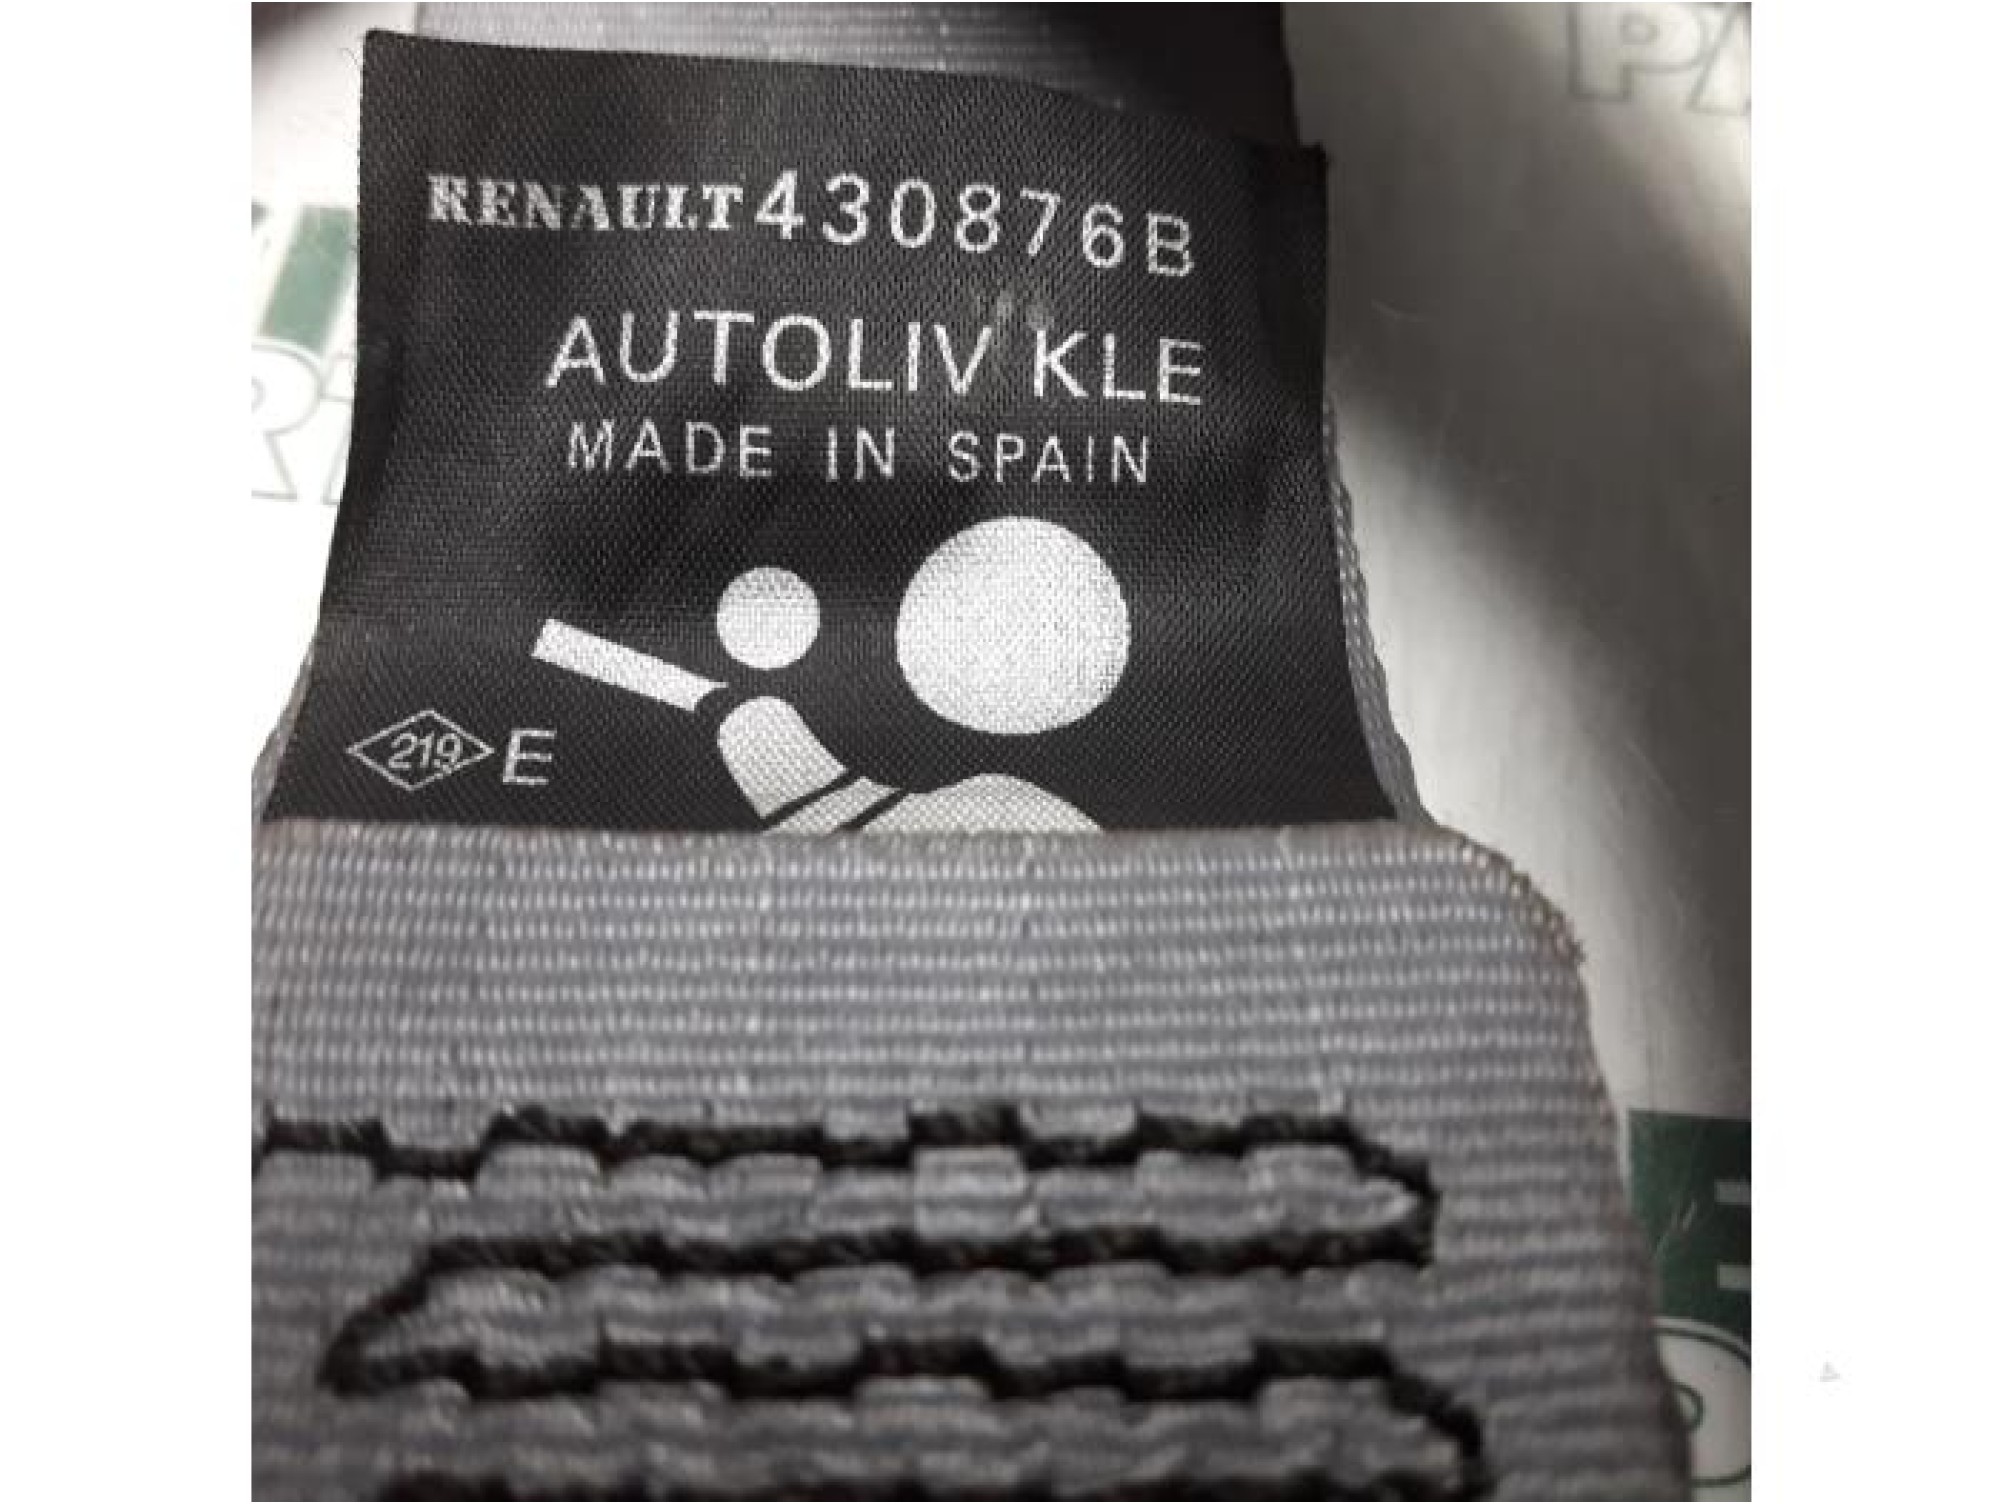 RENAULT 430876B
AUTOLIV KLE
MADE IN SPAIN
219 E